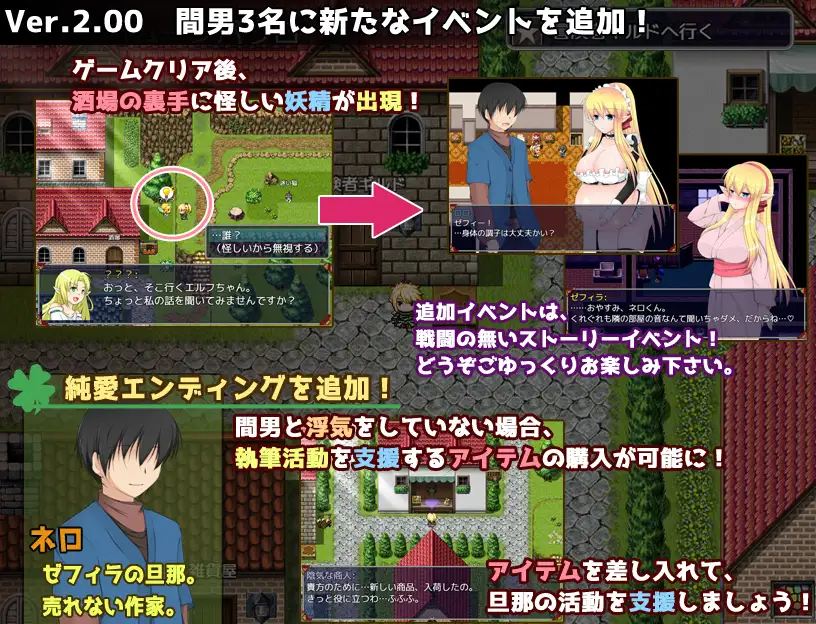 Ver.2.00　間男3名に新たなイベントを追加！
ドへ行く
ゲームクリア後、
酒場の裏手に怪しい妖精が出現！
迷い猫
…誰？
（怪しいから無視する）
？？？:
おっと、そこ行くエルフちゃん。
ちょっと私の話を聞いてみませんですか？
ゼフィー！
…身体の調子は大丈夫かい？
ゼフィラ:
……おやすみ、ネロくん。
くれぐれも隣の部屋の音なんて聞いちゃダメ、だからね…♡
追加イベントは、
戦闘の無いストーリーイベント！
どうぞごゆっくりお楽しみ下さい。
純愛エンディングを追加！
間男と浮気をしていない場合、
執筆活動を支援するアイテムの購入が可能に！
ネロ
ゼフィラの旦那。
売れない作家。
雑貨屋
陰気な商人:
貴方のために…新しい商品、入荷したの。
きっと役に立つわ…ふふふ。
アイテムを差し入れて、
旦那の活動を支援しましょう！